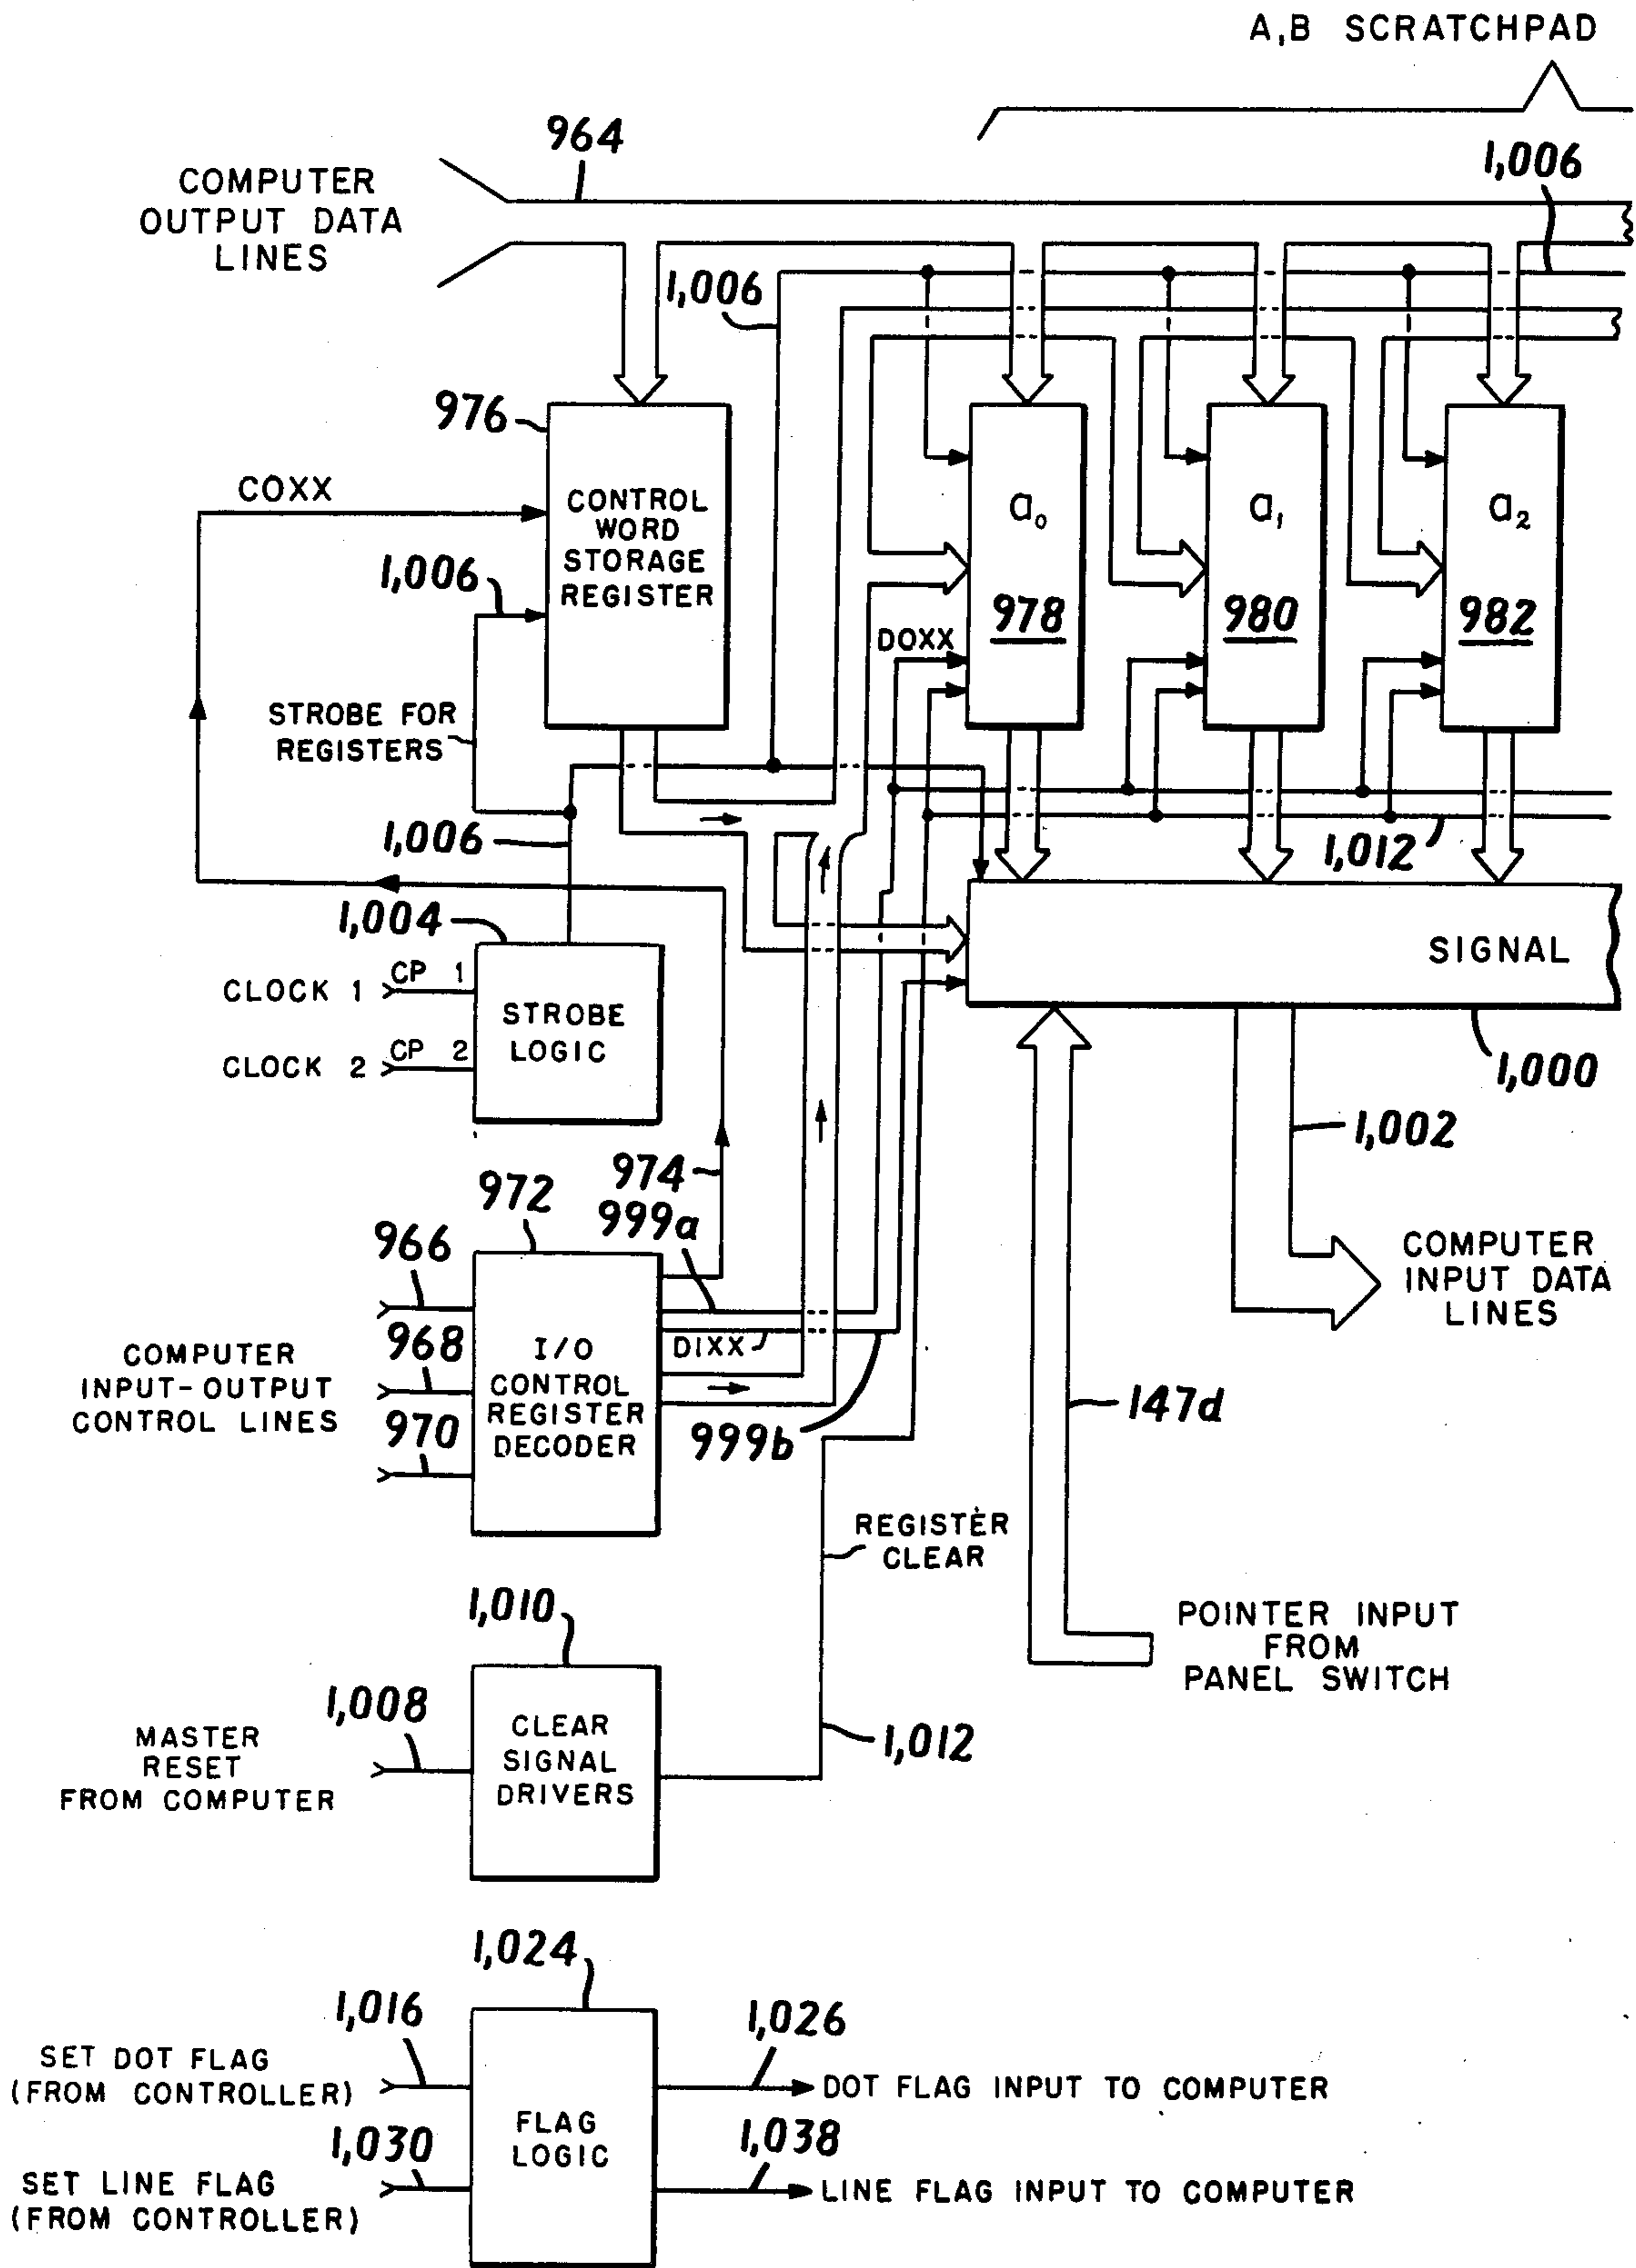 A,B SCRATCHPAD
964
1,006
COMPUTER
OUTPUT DATA
LINES
1,006
976
COXX
CONTROL
WORD
STORAGE
REGISTER
a₀
a₁
a₂
1,006
978
980
982
DOXX
STROBE FOR
REGISTERS
1,006
1,012
1,004
CLOCK 1
CP 1
STROBE
LOGIC
CLOCK 2
CP 2
SIGNAL
1,000
1,002
974
972
999a
966
968
970
COMPUTER
INPUT-OUTPUT
CONTROL LINES
I/O
CONTROL
REGISTER
DECODER
DIXX
999b
COMPUTER
INPUT DATA
LINES
147d
REGISTER
CLEAR
1,010
1,008
MASTER
RESET
FROM COMPUTER
CLEAR
SIGNAL
DRIVERS
1,012
POINTER INPUT
FROM
PANEL SWITCH
1,024
1,016
1,026
SET DOT FLAG
(FROM CONTROLLER)
DOT FLAG INPUT TO COMPUTER
FLAG
LOGIC
1,030
1,038
SET LINE FLAG
(FROM CONTROLLER)
LINE FLAG INPUT TO COMPUTER